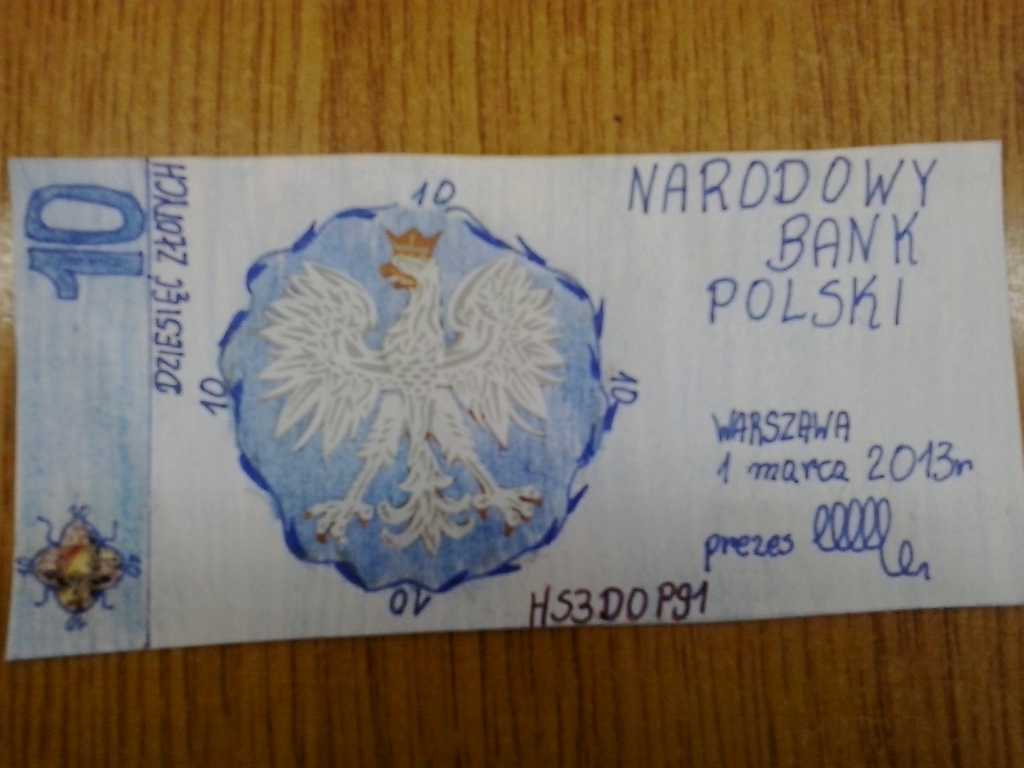 10
DZIESIĘĆ ZŁOTYCH
10
10
10
10
NARODOWY
BANK
POLSKI
WARSZAWA
1 marca 2013r
prezes
HS3DOP91